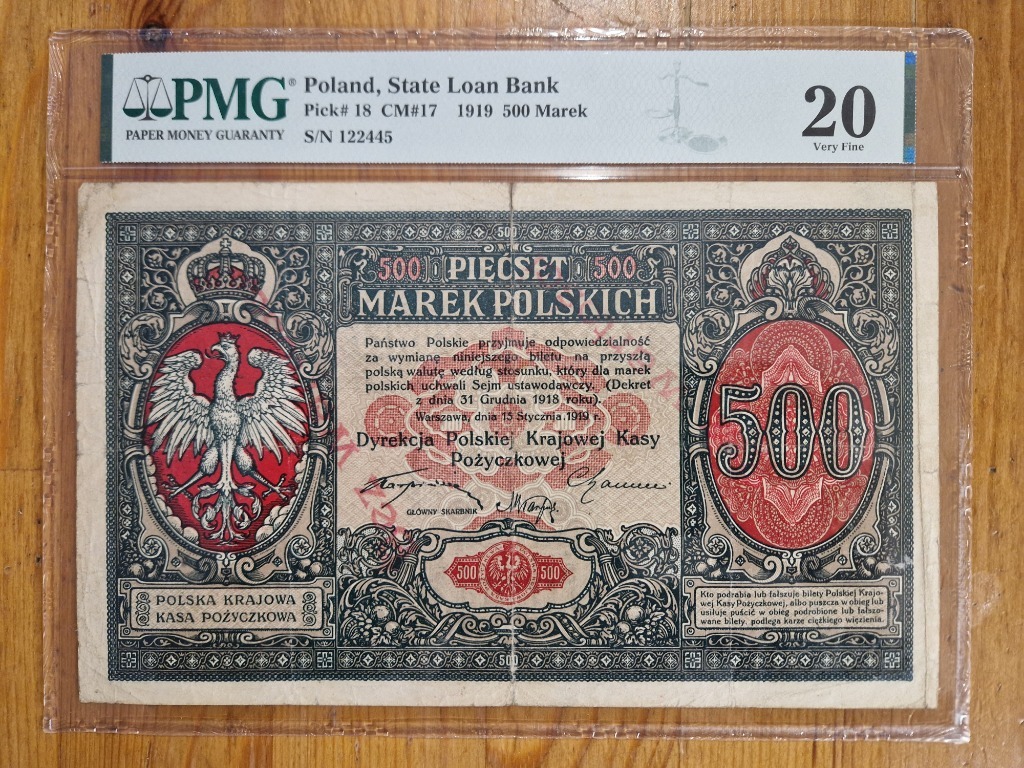 PMG®
PAPER MONEY GUARANTY
Poland, State Loan Bank
Pick# 18 CM#17 1919 500 Marek
S/N 122445
20
Very Fine
500
500 PIEĆSET 500
MAREK POLSKICH
Państwo Polskie przyjmuje odpowiedzialność
za wymianę niniejszego biletu na przyszłą
polską walutę według stosunku, który dla marek
polskich uchwali Sejm ustawodawczy. (Dekret
z dnia 31 Grudnia 1918 roku).
Warszawa, dnia 15 Stycznia 1919 r.
Dyrekcja Polskiej Krajowej Kasy
Pożyczkowej
GŁÓWNY SKARBNIK
500
500 500
POLSKA KRAJOWA
KASA POŻYCZKOWA
Kto podrabia lub fałszuje bilety Polskiej Krajo-
wej Kasy Pożyczkowej, albo puszcza w obieg lub
usiłuje puścić w obieg podrobione lub fałszo-
wane bilety, podlega karze ciężkiego więzienia.
500